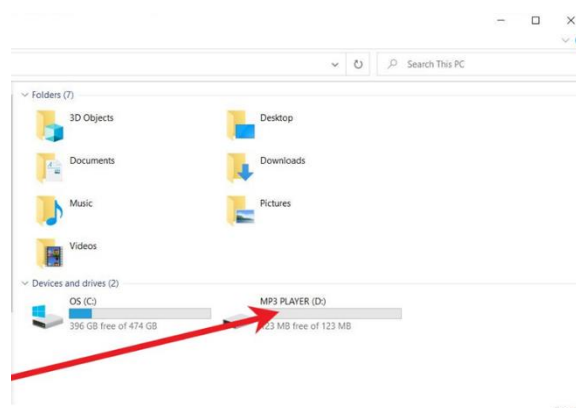 Search This PC
Folders (7)
3D Objects
Desktop
Documents
Downloads
Music
Pictures
Videos
Devices and drives (2)
OS (C:)
MP3 PLAYER (D:)
396 GB free of 474 GB
MB free of 123 MB